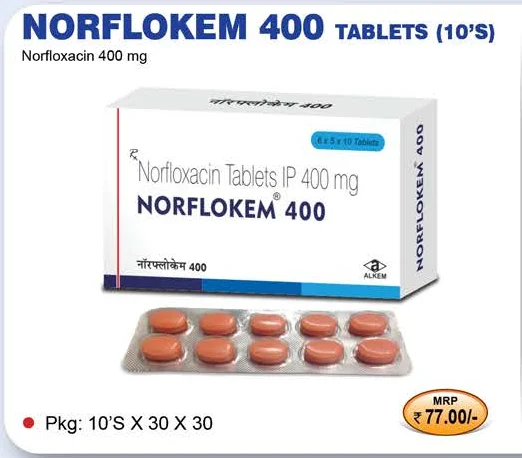 NORFLOKEM 400 TABLETS (10'S)
Norfloxacin 400 mg
नॉरफ्लोकेम 400
6 x 5 x 10 Tablets
Rx
Norfloxacin Tablets IP 400 mg
NORFLOKEM® 400
नॉरफ्लोकेम 400
a
ALKEM
NORFLOKEM 400
Pkg: 10'S X 30 X 30
MRP
₹ 77.00/-